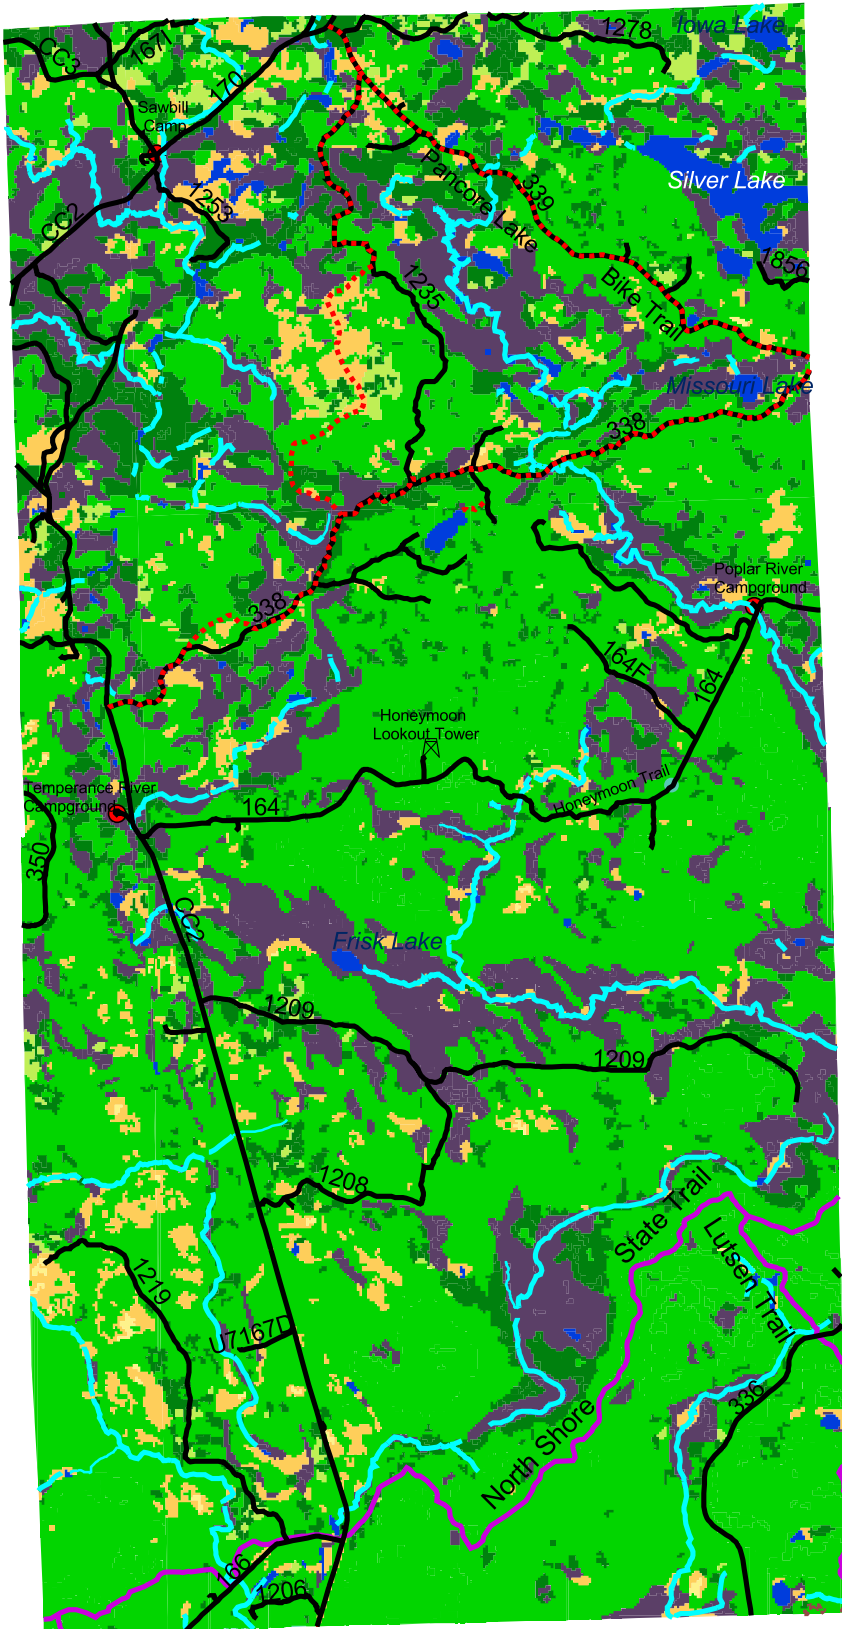 Iowa Lake
1278
167I
CC3
170
Sawbill
Camp
Pancore Lake
339
Silver Lake
1253
CC2
1856
1235
Bike Trail
Missouri Lake
338
Poplar River
Campground
338
164F
164
Honeymoon
Lookout Tower
Temperance River
Campground
164
Honeymoon Trail
350
CC2
Frisk Lake
1209
1209
1208
State Trail
Lutsen Trail
1219
U7167D
336
North Shore
166
1206